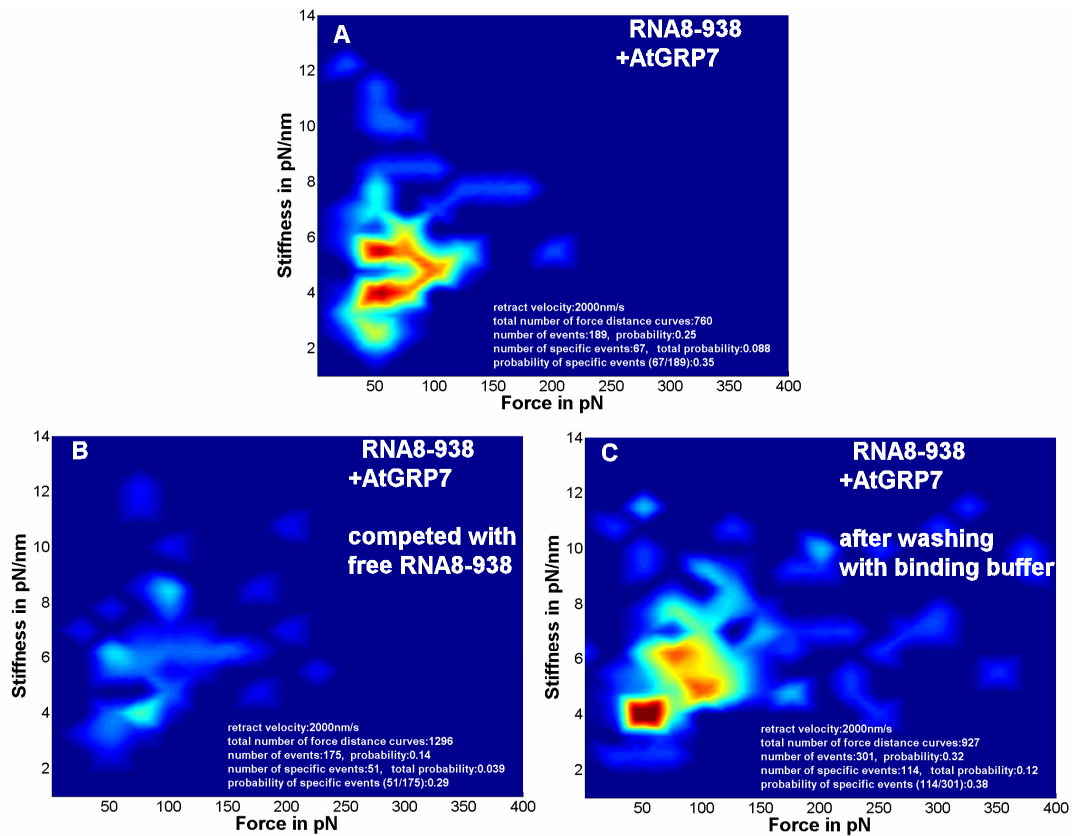 A
RNA8-938
+AtGRP7
14
12
10
8
6
4
2
Stiffness in pN/nm
retract velocity:2000nm/s
total number of force distance curves:760
number of events:189, probability:0.25
number of specific events:67, total probability:0.088
probability of specific events (67/189):0.35
50 100 150 200 250 300 350 400
Force in pN
B
RNA8-938
+AtGRP7
competed with
free RNA8-938
14
12
10
8
6
4
2
Stiffness in pN/nm
retract velocity:2000nm/s
total number of force distance curves:1296
number of events:175, probability:0.14
number of specific events:51, total probability:0.039
probability of specific events (51/175):0.29
50 100 150 200 250 300 350 400
Force in pN
C
RNA8-938
+AtGRP7
after washing
with binding buffer
14
12
10
8
6
4
2
Stiffness in pN/nm
retract velocity:2000nm/s
total number of force distance curves:927
number of events:301, probability:0.32
number of specific events:114, total probability:0.12
probability of specific events (114/301):0.38
50 100 150 200 250 300 350 400
Force in pN